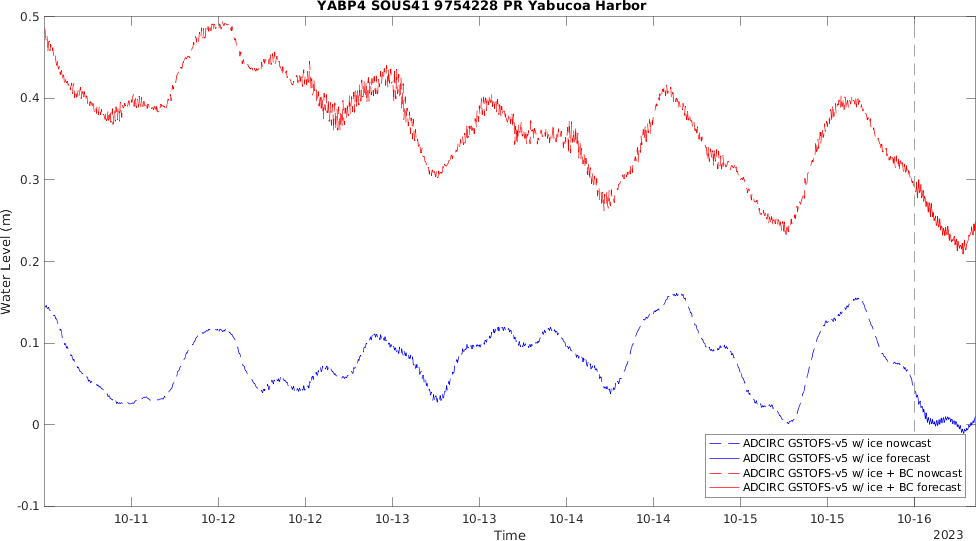 YABP4 SOUS41 9754228 PR Yabucoa Harbor
0.5
0.4
0.3
0.2
0.1
0
-0.1
Water Level (m)
10-11
10-12
10-12
10-13
10-13
10-14
10-14
10-15
10-15
10-16
Time
2023
ADCIRC GSTOFS-v5 w/ ice nowcast
ADCIRC GSTOFS-v5 w/ ice forecast
ADCIRC GSTOFS-v5 w/ ice + BC nowcast
ADCIRC GSTOFS-v5 w/ ice + BC forecast